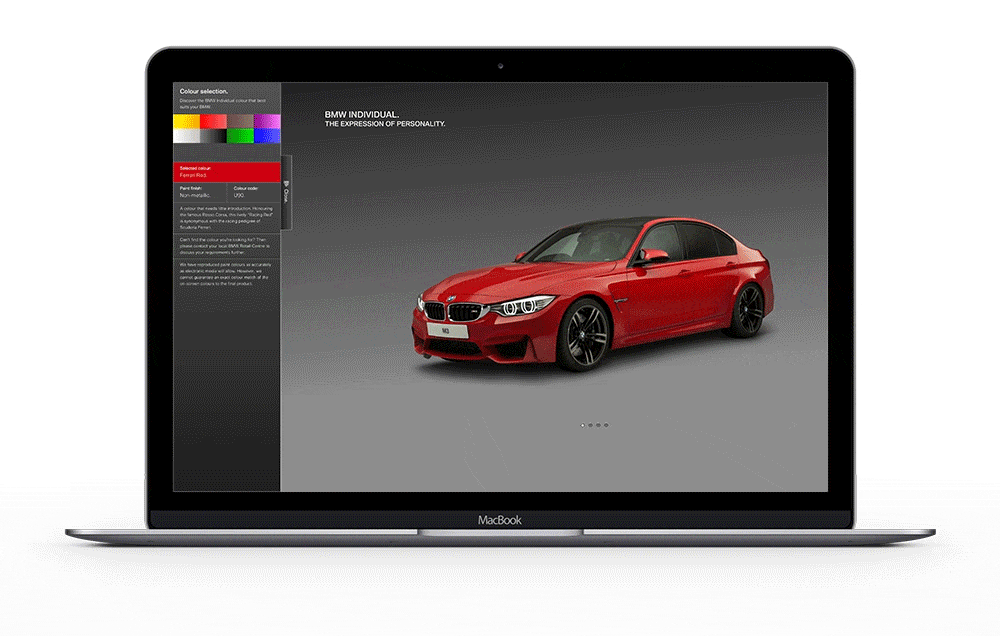 Colour selection.
Discover the BMW Individual colour that best
suits your BMW.
Selected colour:
Ferrari Red.
Paint finish:
Non-metallic.
Colour code:
U90.
A colour that needs little introduction. Honouring
the famous Rosso Corsa, this lively "Racing Red"
is synonymous with the racing pedigree of
Scuderia Ferrari.
Can't find the colour you're looking for? Then
please contact your local BMW Retail Centre to
discuss your requirements further.
We have reproduced paint colours as accurately
as electronic media will allow. However, we
cannot guarantee an exact colour match of the
on-screen colours to the final product.
Close.
BMW INDIVIDUAL.
THE EXPRESSION OF PERSONALITY.
M3
MacBook